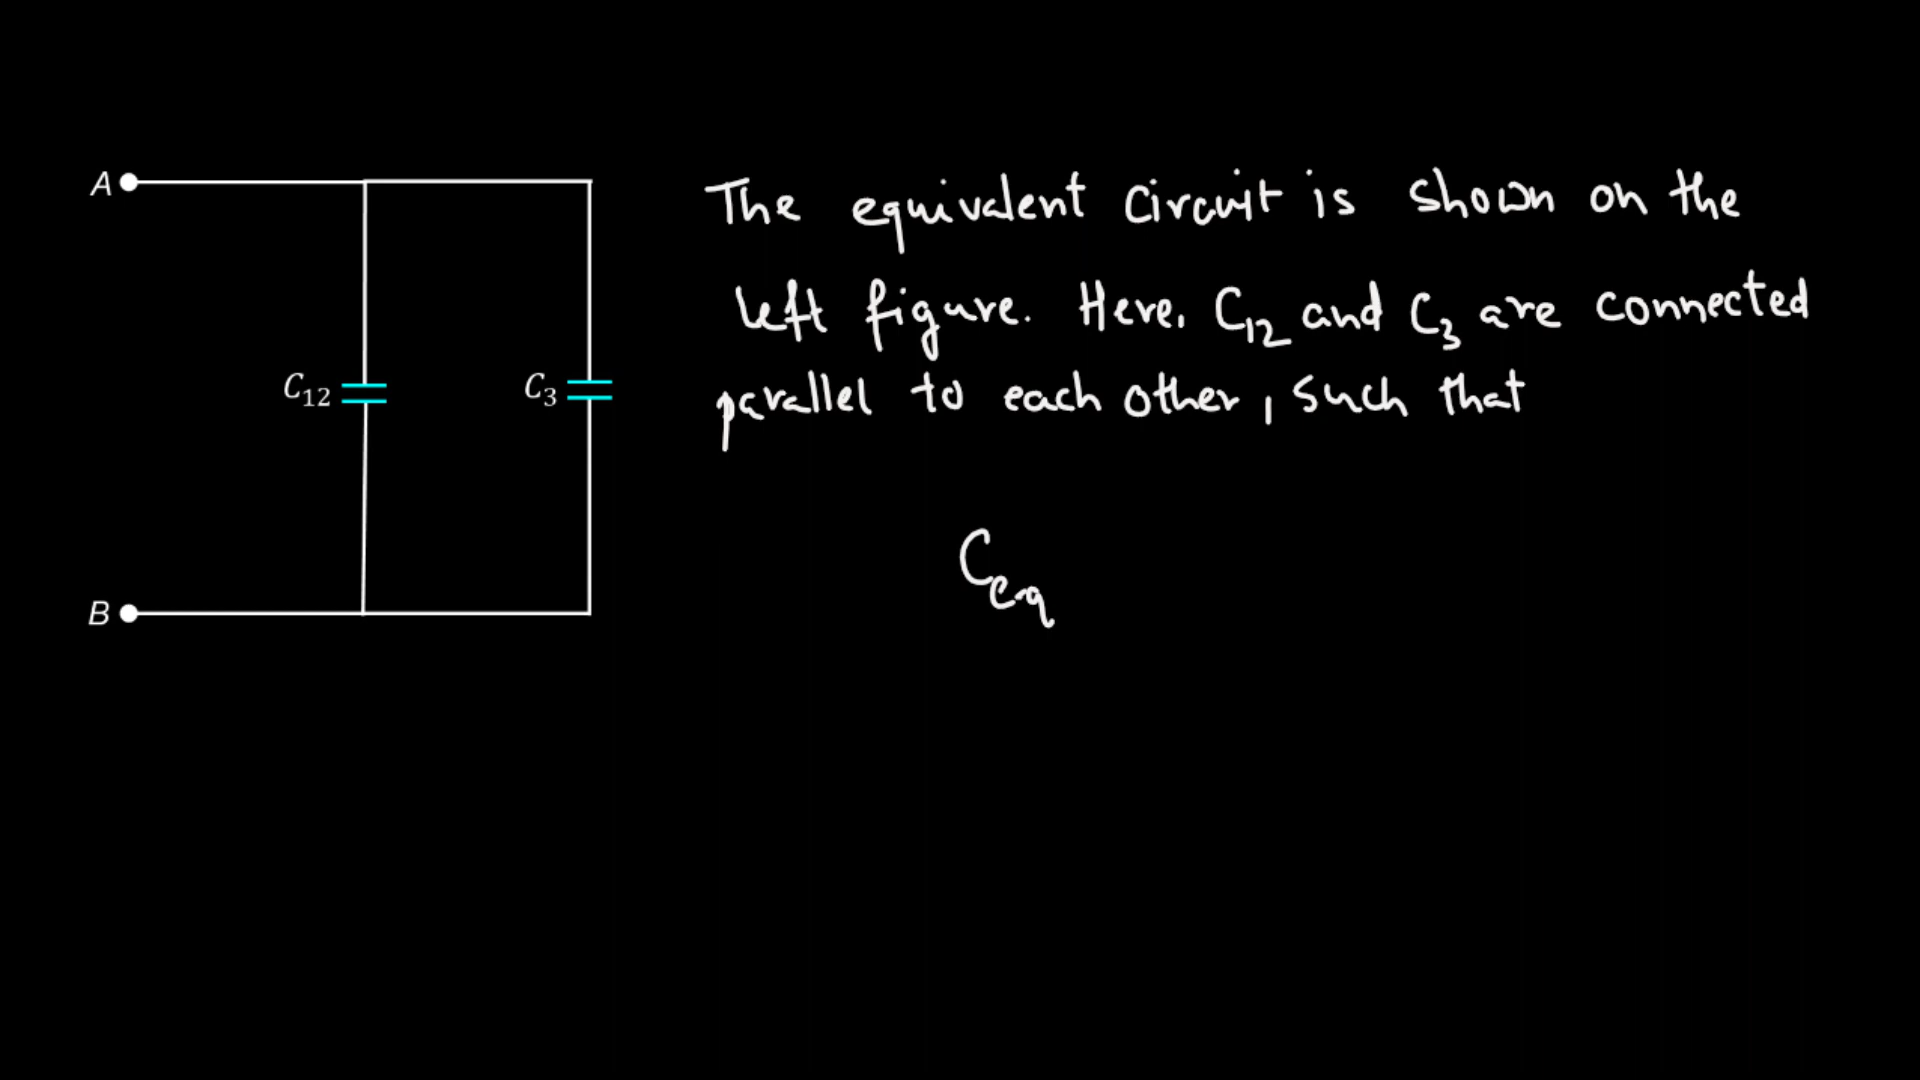 A
The equivalent circuit is shown on the
left figure. Here, C₁₂ and C₃ are connected
C₁₂
C₃
parallel to each other, such that
C_eq
B